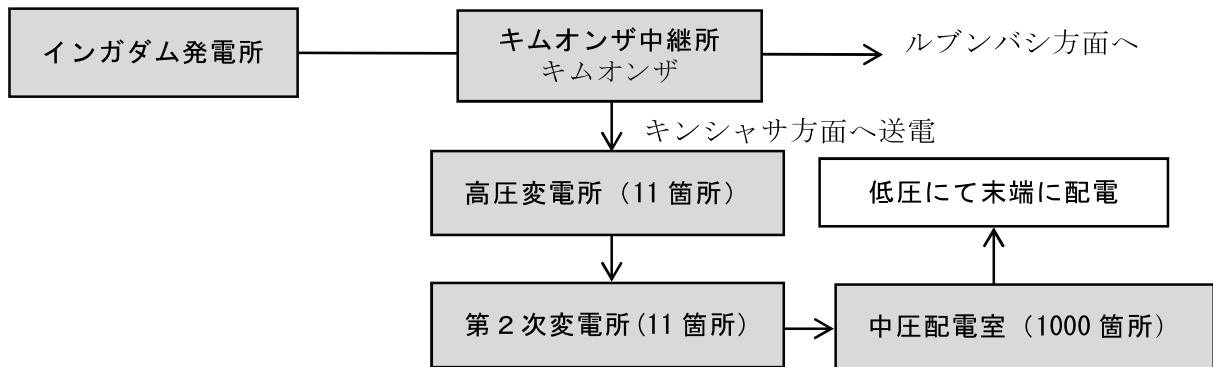 インガダム発電所
キムオンザ中継所
キムオンザ
ルブンバシ方面へ
キンシャサ方面へ送電
高圧変電所（11 箇所）
低圧にて末端に配電
第２次変電所(11 箇所)
中圧配電室（1000 箇所）